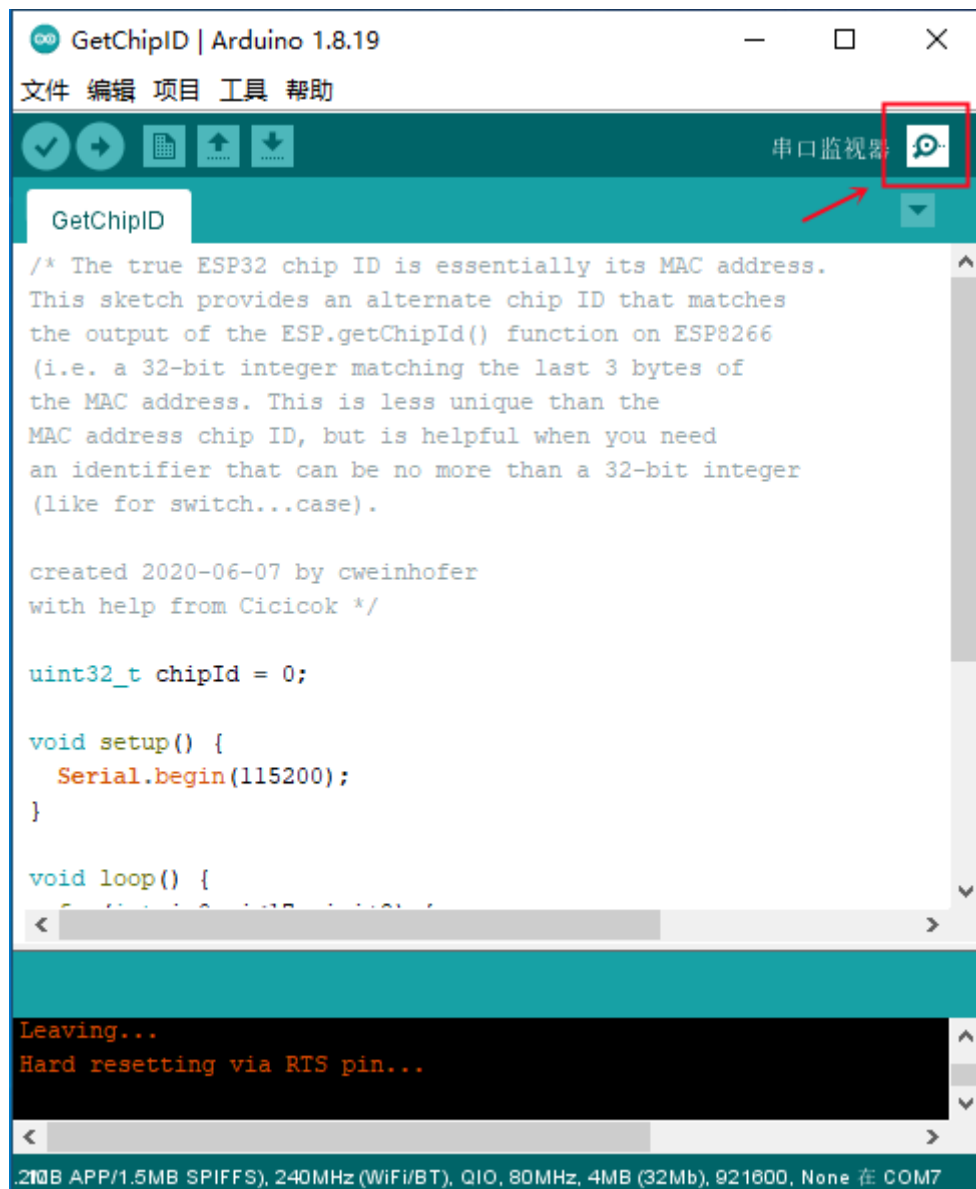 GetChipID | Arduino 1.8.19
文件 编辑 项目 工具 帮助
串口监视器
GetChipID
/* The true ESP32 chip ID is essentially its MAC address.
This sketch provides an alternate chip ID that matches
the output of the ESP.getChipId() function on ESP8266
(i.e. a 32-bit integer matching the last 3 bytes of
the MAC address. This is less unique than the
MAC address chip ID, but is helpful when you need
an identifier that can be no more than a 32-bit integer
(like for switch...case).
created 2020-06-07 by cweinhofer
with help from Cicicok */
uint32_t chipId = 0;
void setup() {
Serial.begin(115200);
}
void loop() {
Leaving...
Hard resetting via RTS pin...
APP/1.5MB SPIFFS), 240MHz (WiFi/BT), QIO, 80MHz, 4MB (32Mb), 921600, None 在 COM7